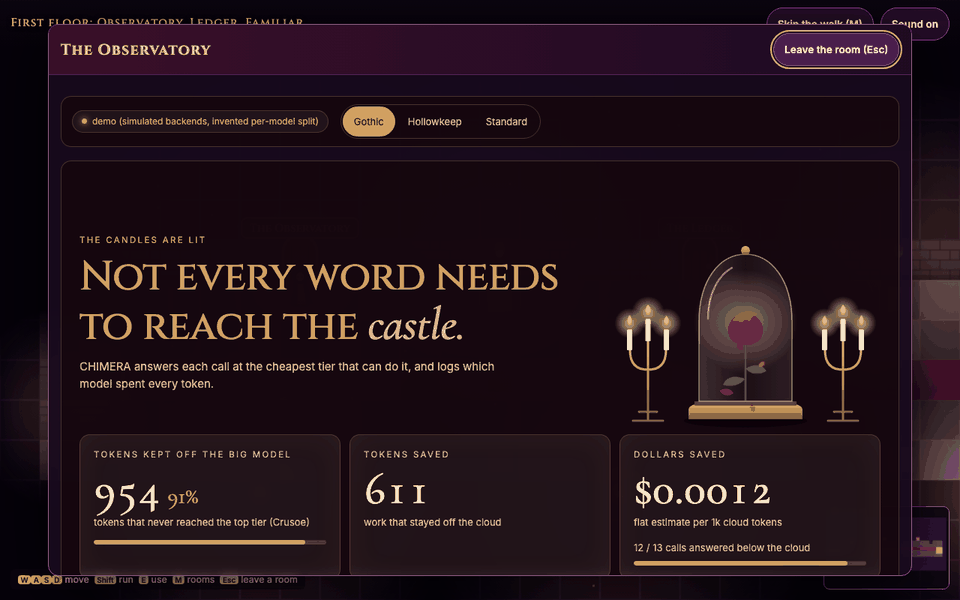 First floor: Observatory, Ledger, Familiar
Skip the walk (M)
Sound on
The Observatory
Leave the room (Esc)
demo (simulated backends, invented per-model split)
Gothic
Hollowkeep
Standard
THE CANDLES ARE LIT
Not every word needs
to reach the castle.
CHIMERA answers each call at the cheapest tier that can do it, and logs which
model spent every token.
TOKENS KEPT OFF THE BIG MODEL
954 91%
tokens that never reached the top tier (Crusoe)
TOKENS SAVED
611
work that stayed off the cloud
DOLLARS SAVED
$0.0012
flat estimate per 1k cloud tokens
12 / 13 calls answered below the cloud
W A S D move Shift run E use M rooms Esc leave a room